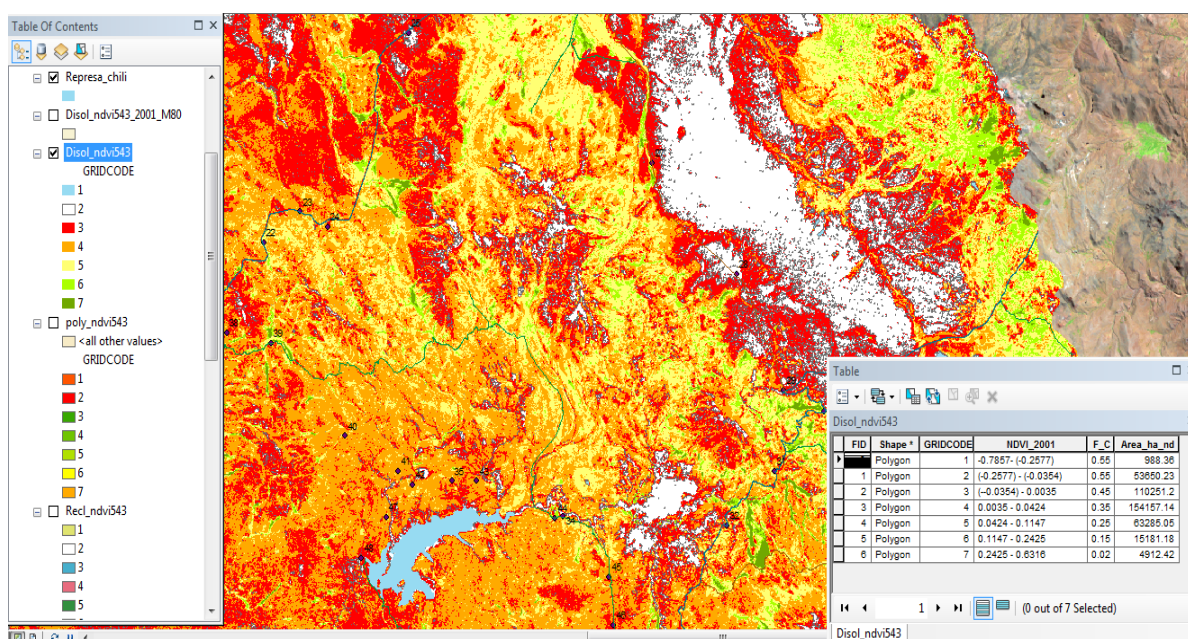 Table Of Contents
Represa_chili
Disol_ndvi543_2001_M80
Disol_ndvi543
GRIDCODE
1
2
3
4
5
6
7
poly_ndvi543
<all other values>
GRIDCODE
1
2
3
4
5
6
7
Recl_ndvi543
1
2
3
4
5
23
22
39
40
41
35
Table
Disol_ndvi543
FID Shape * GRIDCODE NDVI_2001 F_C Area_ha_nd
Polygon 1 -0.7857- (-0.2577) 0.55 988.36
1 Polygon 2 (-0.2577) - (-0.0354) 0.55 53650.23
2 Polygon 3 (--0.0354) - 0.0035 0.45 110251.2
3 Polygon 4 0.0035 - 0.0424 0.35 154157.14
4 Polygon 5 0.0424 - 0.1147 0.25 63285.05
5 Polygon 6 0.1147 - 0.2425 0.15 15181.18
6 Polygon 7 0.2425 - 0.6316 0.02 4912.42
1 (0 out of 7 Selected)
Disol_ndvi543